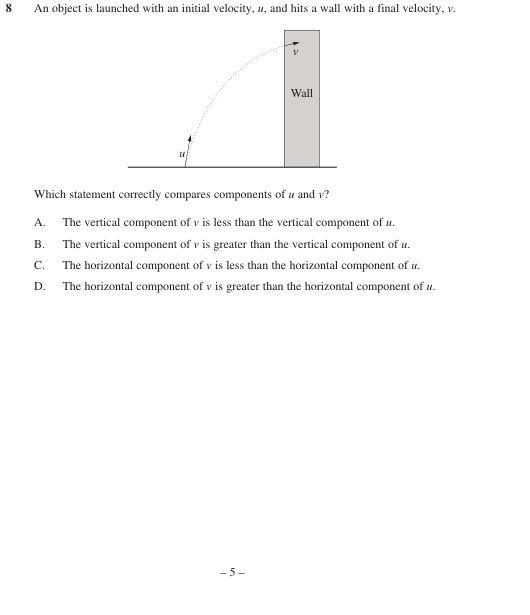 8 An object is launched with an initial velocity, u, and hits a wall with a final velocity, v.
v
Wall
u
Which statement correctly compares components of u and v?
A. The vertical component of v is less than the vertical component of u.
B. The vertical component of v is greater than the vertical component of u.
C. The horizontal component of v is less than the horizontal component of u.
D. The horizontal component of v is greater than the horizontal component of u.
– 5 –